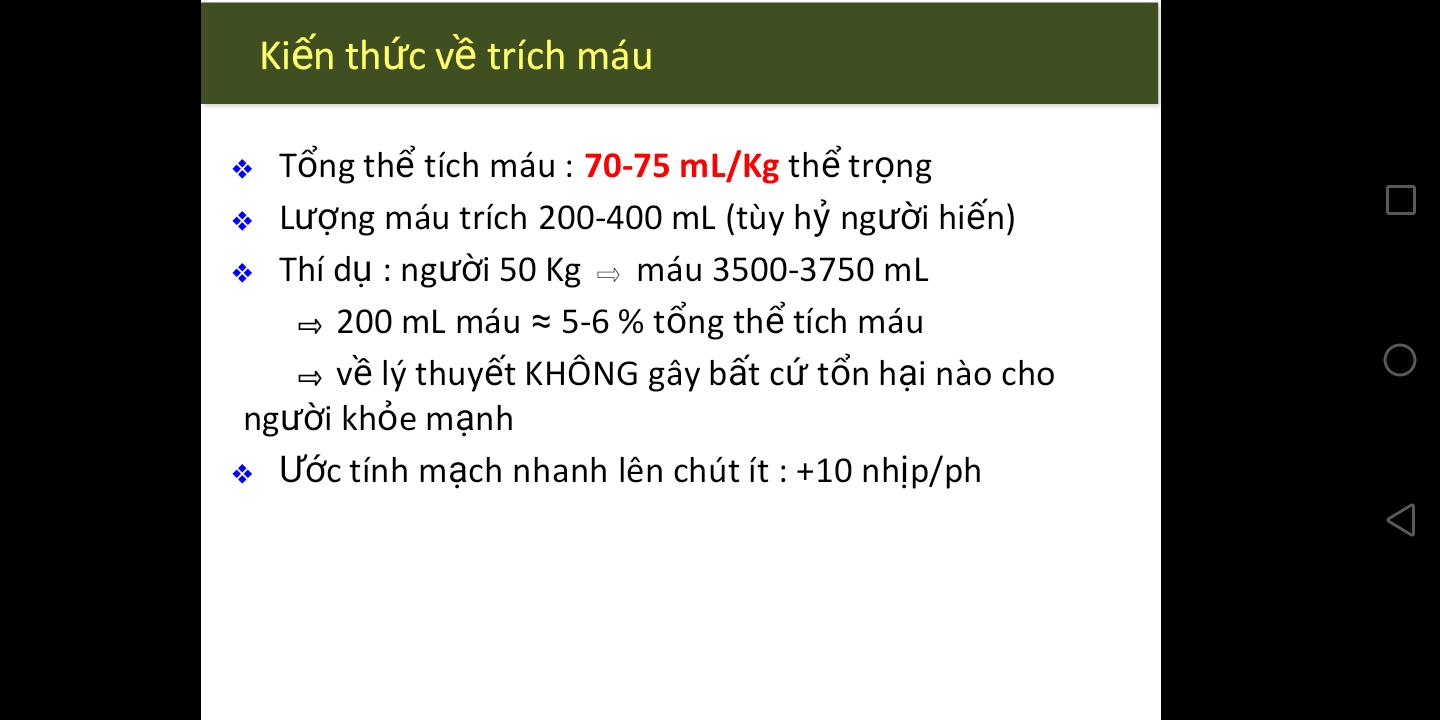 Kiến thức về trích máu
❖ Tổng thể tích máu : 70-75 mL/Kg thể trọng
❖ Lượng máu trích 200-400 mL (tùy hỷ người hiến)
❖ Thí dụ : người 50 Kg ⇨ máu 3500-3750 mL
⇨ 200 mL máu ≈ 5-6 % tổng thể tích máu
⇨ về lý thuyết KHÔNG gây bất cứ tổn hại nào cho
người khỏe mạnh
❖ Ước tính mạch nhanh lên chút ít : +10 nhịp/ph